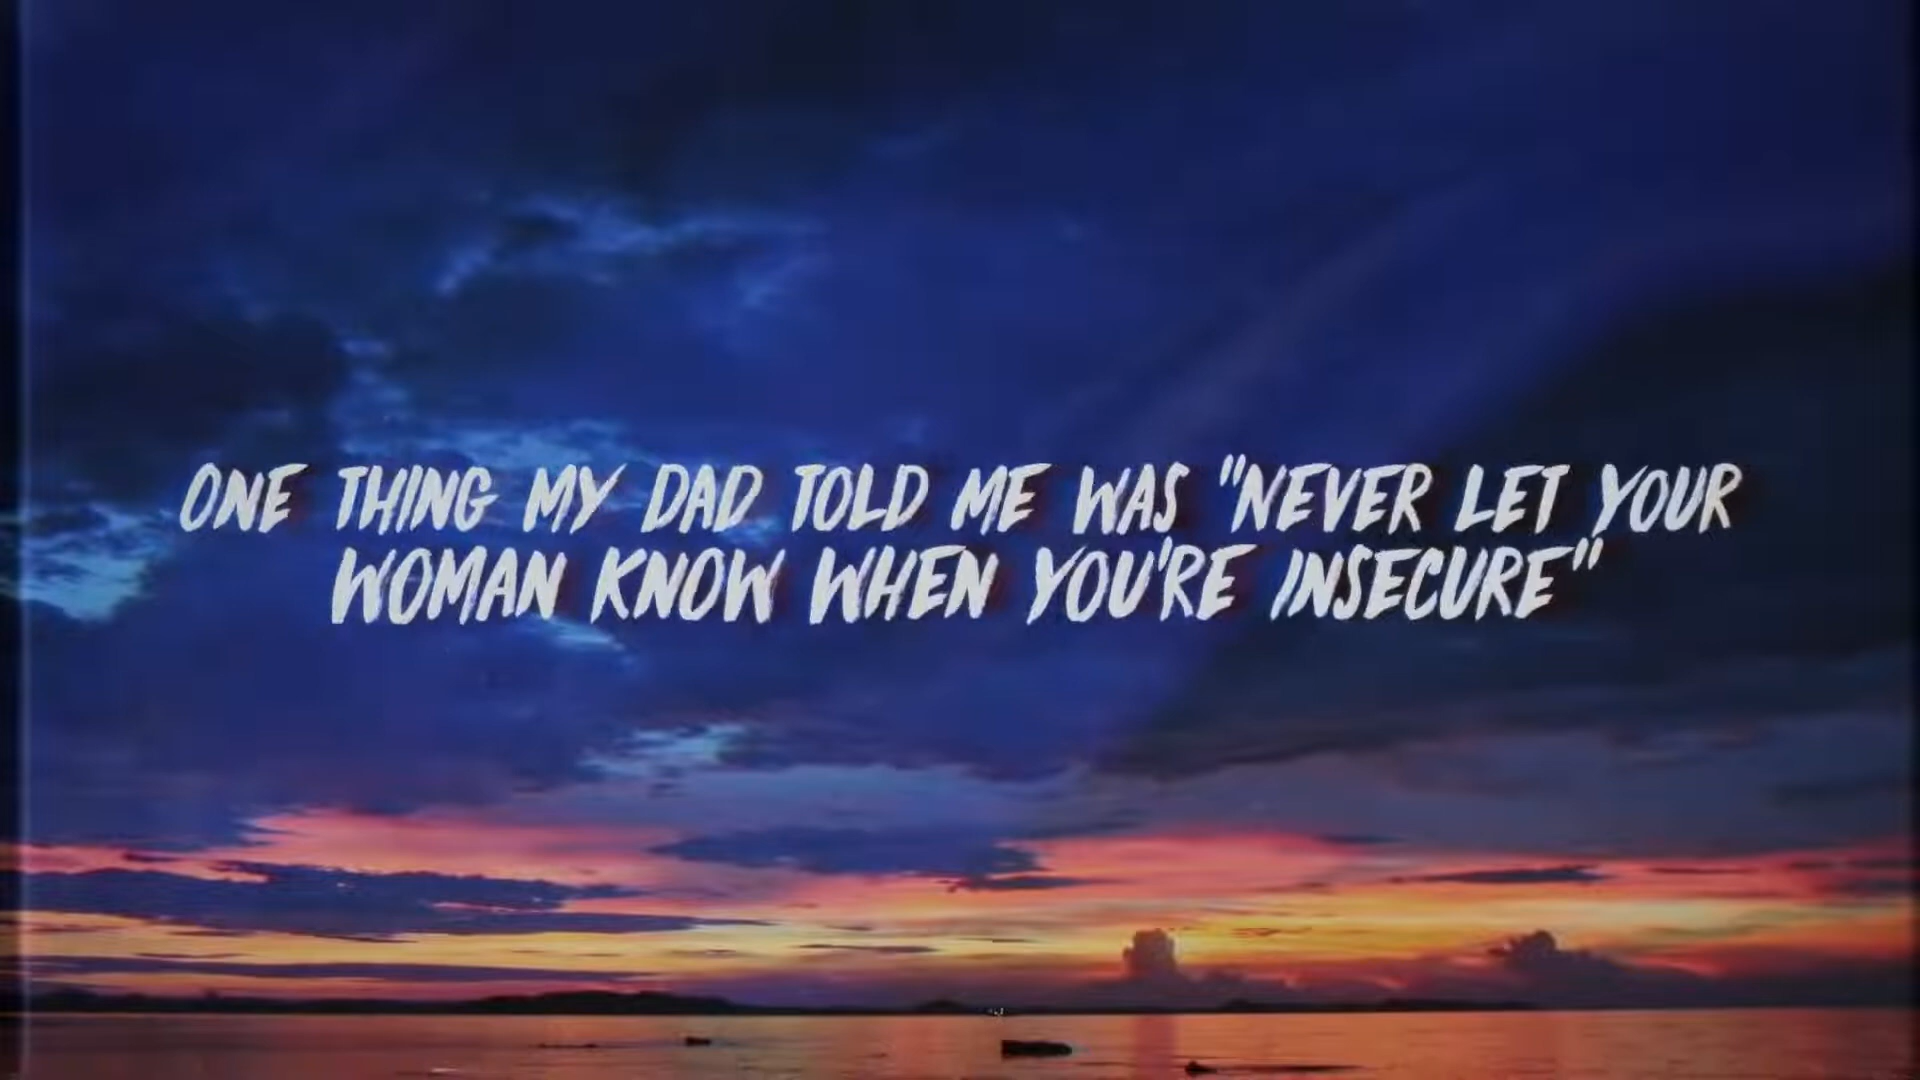 ONE THING MY DAD TOLD ME WAS "NEVER LET YOUR
WOMAN KNOW WHEN YOU'RE INSECURE"